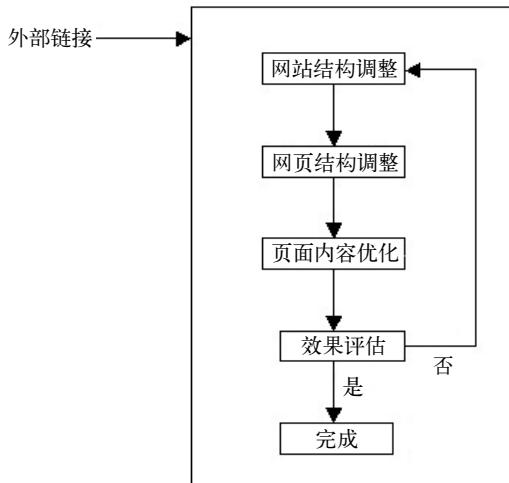 外部链接
网站结构调整
网页结构调整
页面内容优化
效果评估
否
是
完成